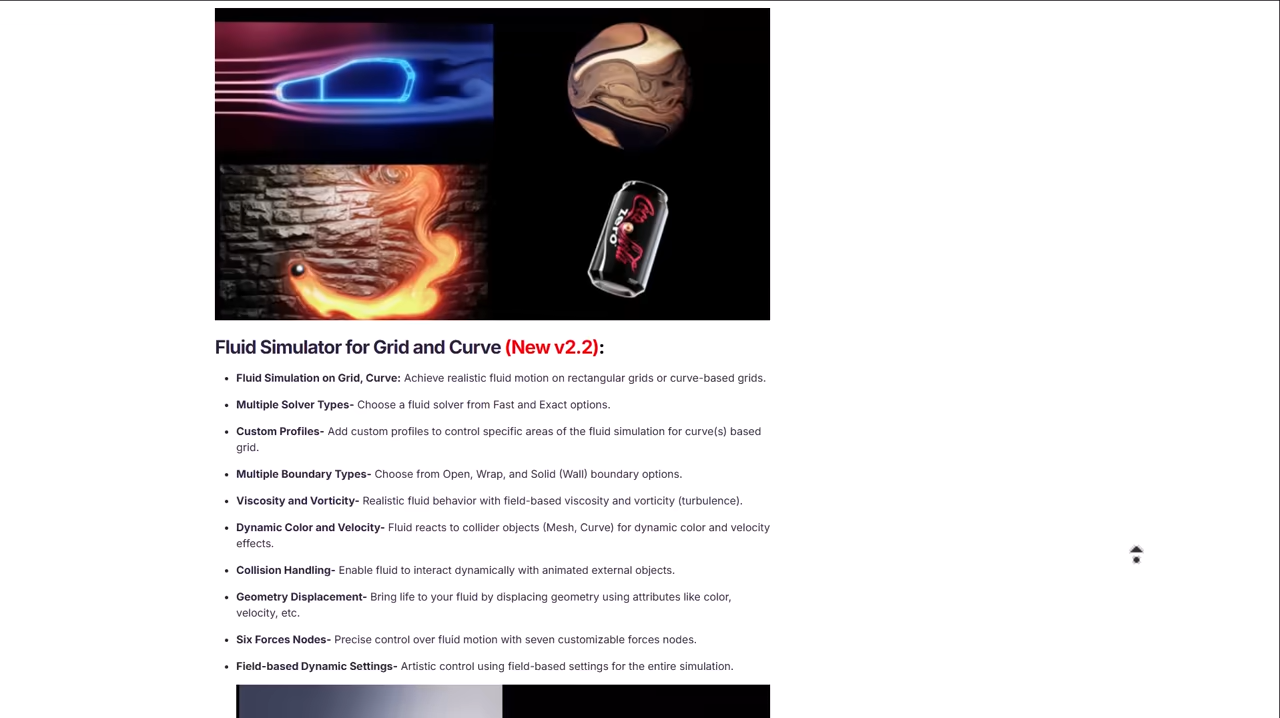 zero
Fluid Simulator for Grid and Curve (New v2.2):
• Fluid Simulation on Grid, Curve: Achieve realistic fluid motion on rectangular grids or curve-based grids.
• Multiple Solver Types- Choose a fluid solver from Fast and Exact options.
• Custom Profiles- Add custom profiles to control specific areas of the fluid simulation for curve(s) based
grid.
• Multiple Boundary Types- Choose from Open, Wrap, and Solid (Wall) boundary options.
• Viscosity and Vorticity- Realistic fluid behavior with field-based viscosity and vorticity (turbulence).
• Dynamic Color and Velocity- Fluid reacts to collider objects (Mesh, Curve) for dynamic color and velocity
effects.
• Collision Handling- Enable fluid to interact dynamically with animated external objects.
• Geometry Displacement- Bring life to your fluid by displacing geometry using attributes like color,
velocity, etc.
• Six Forces Nodes- Precise control over fluid motion with seven customizable forces nodes.
• Field-based Dynamic Settings- Artistic control using field-based settings for the entire simulation.